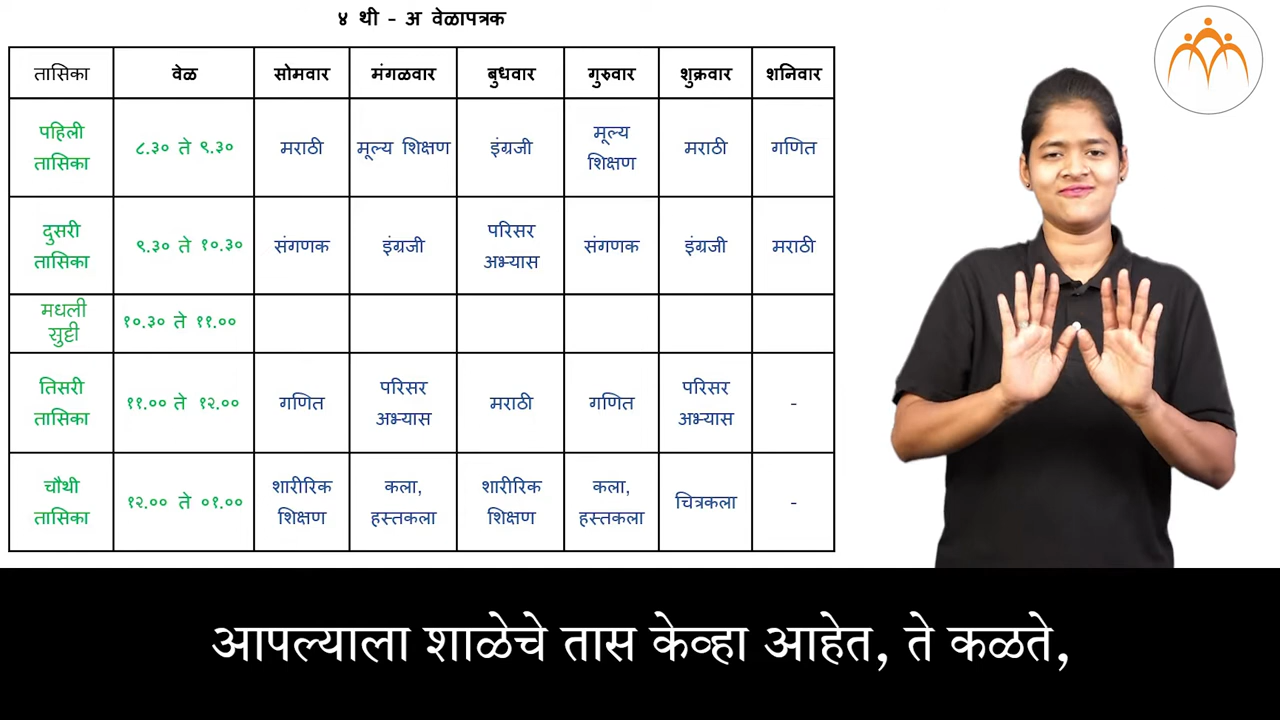 ४ थी - अ वेळापत्रक
तासिका वेळ सोमवार मंगळवार बुधवार गुरुवार शुक्रवार शनिवार
पहिली तासिका ८.३० ते ९.३० मराठी मूल्य शिक्षण इंग्रजी मूल्य शिक्षण मराठी गणित
दुसरी तासिका ९.३० ते १०.३० संगणक इंग्रजी परिसर अभ्यास संगणक इंग्रजी मराठी
मधली सुट्टी १०.३० ते ११.००
तिसरी तासिका ११.०० ते १२.०० गणित परिसर अभ्यास मराठी गणित परिसर अभ्यास -
चौथी तासिका १२.०० ते ०१.०० शारीरिक शिक्षण कला, हस्तकला शारीरिक शिक्षण कला, हस्तकला चित्रकला -
आपल्याला शाळेचे तास केव्हा आहेत, ते कळते,